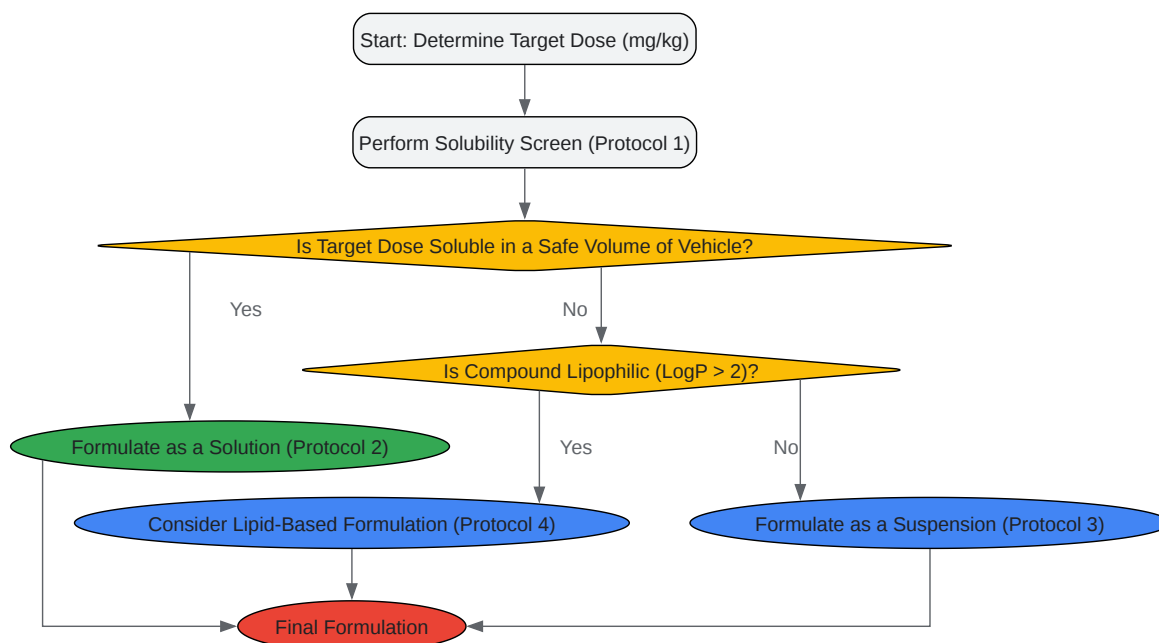 Start: Determine Target Dose (mg/kg)
Perform Solubility Screen (Protocol 1)
Is Target Dose Soluble in a Safe Volume of Vehicle?
Yes
No
Is Compound Lipophilic (LogP > 2)?
Formulate as a Solution (Protocol 2)
Yes
No
Consider Lipid-Based Formulation (Protocol 4)
Formulate as a Suspension (Protocol 3)
Final Formulation